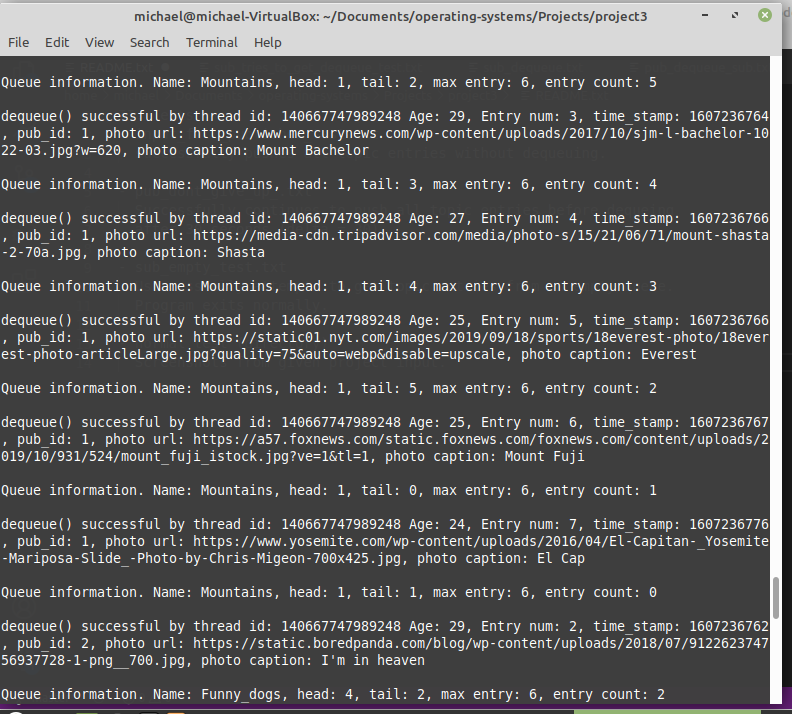 michael@michael-VirtualBox: ~/Documents/operating-systems/Projects/project3
File Edit View Search Terminal Help
Queue information. Name: Mountains, head: 1, tail: 2, max entry: 6, entry count: 5
dequeue() successful by thread id: 140667747989248 Age: 29, Entry num: 3, time_stamp: 1607236764
, pub_id: 1, photo url: https://www.mercurynews.com/wp-content/uploads/2017/10/sjm-l-bachelor-10
22-03.jpg?w=620, photo caption: Mount Bachelor
Queue information. Name: Mountains, head: 1, tail: 3, max entry: 6, entry count: 4
dequeue() successful by thread id: 140667747989248 Age: 27, Entry num: 4, time_stamp: 1607236766
, pub_id: 1, photo url: https://media-cdn.tripadvisor.com/media/photo-s/15/21/06/71/mount-shasta
-2-70a.jpg, photo caption: Shasta
Queue information. Name: Mountains, head: 1, tail: 4, max entry: 6, entry count: 3
dequeue() successful by thread id: 140667747989248 Age: 25, Entry num: 5, time_stamp: 1607236766
, pub_id: 1, photo url: https://static01.nyt.com/images/2019/09/18/sports/18everest-photo/18ever
est-photo-articleLarge.jpg?quality=75&auto=webp&disable=upscale, photo caption: Everest
Queue information. Name: Mountains, head: 1, tail: 5, max entry: 6, entry count: 2
dequeue() successful by thread id: 140667747989248 Age: 25, Entry num: 6, time_stamp: 1607236767
, pub_id: 1, photo url: https://a57.foxnews.com/static.foxnews.com/foxnews.com/content/uploads/2
019/10/931/524/mount_fuji_istock.jpg?ve=1&tl=1, photo caption: Mount Fuji
Queue information. Name: Mountains, head: 1, tail: 0, max entry: 6, entry count: 1
dequeue() successful by thread id: 140667747989248 Age: 24, Entry num: 7, time_stamp: 1607236776
, pub_id: 1, photo url: https://www.yosemite.com/wp-content/uploads/2016/04/El-Capitan-_Yosemite
-Mariposa-Slide_-Photo-by-Chris-Migeon-700x425.jpg, photo caption: El Cap
Queue information. Name: Mountains, head: 1, tail: 1, max entry: 6, entry count: 0
dequeue() successful by thread id: 140667747989248 Age: 29, Entry num: 2, time_stamp: 1607236762
, pub_id: 2, photo url: https://static.boredpanda.com/blog/wp-content/uploads/2018/07/9122623747
56937728-1-png__700.jpg, photo caption: I'm in heaven
Queue information. Name: Funny_dogs, head: 4, tail: 2, max entry: 6, entry count: 2